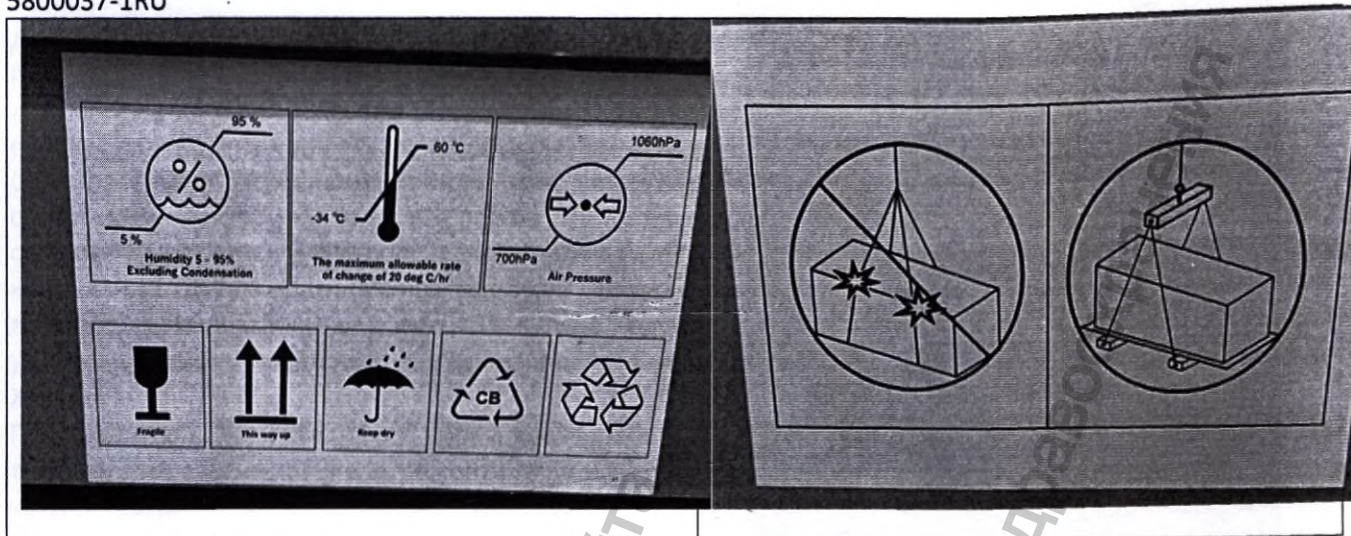 5800037-1RU
95 %
5 %
Humidity 5 - 95%
Excluding Condensation
60 °C
-34 °C
The maximum allowable rate
of change of 20 deg C/hr
1060hPa
700hPa
Air Pressure
Fragile
This way up
Keep dry
CB